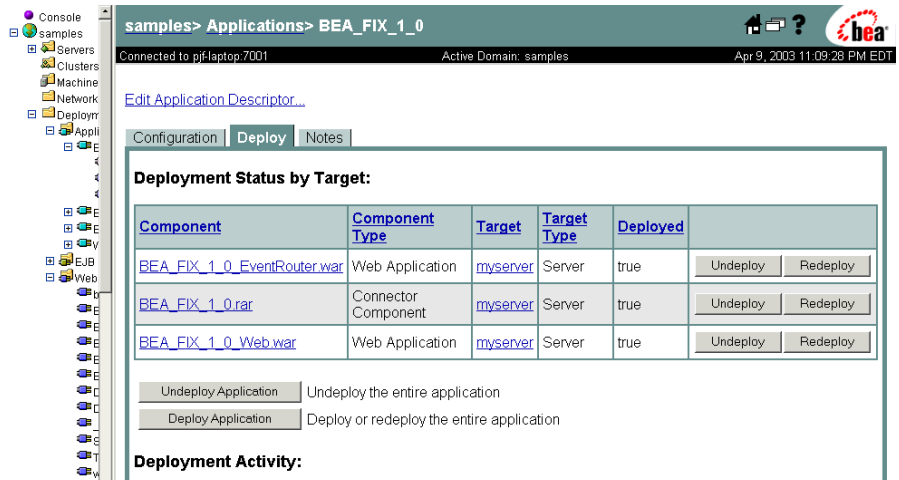 Console
samples
Servers
Clusters
Machine
Network
Deploym
Appli
E
E
E
V
EJB
Web
b
E
E
E
E
E
D
D
_
S
T
w
samples> Applications> BEA_FIX_1_0
?
bea
Connected to pjf-laptop:7001 Active Domain: samples Apr 9, 2003 11:09:28 PM EDT
Edit Application Descriptor...
Configuration Deploy Notes
Deployment Status by Target:
Component Component Type Target Target Type Deployed
BEA_FIX_1_0_EventRouter.war Web Application myserver Server true Undeploy Redeploy
BEA_FIX_1_0.rar Connector Component myserver Server true Undeploy Redeploy
BEA_FIX_1_0_Web.war Web Application myserver Server true Undeploy Redeploy
Undeploy Application Undeploy the entire application
Deploy Application Deploy or redeploy the entire application
Deployment Activity: